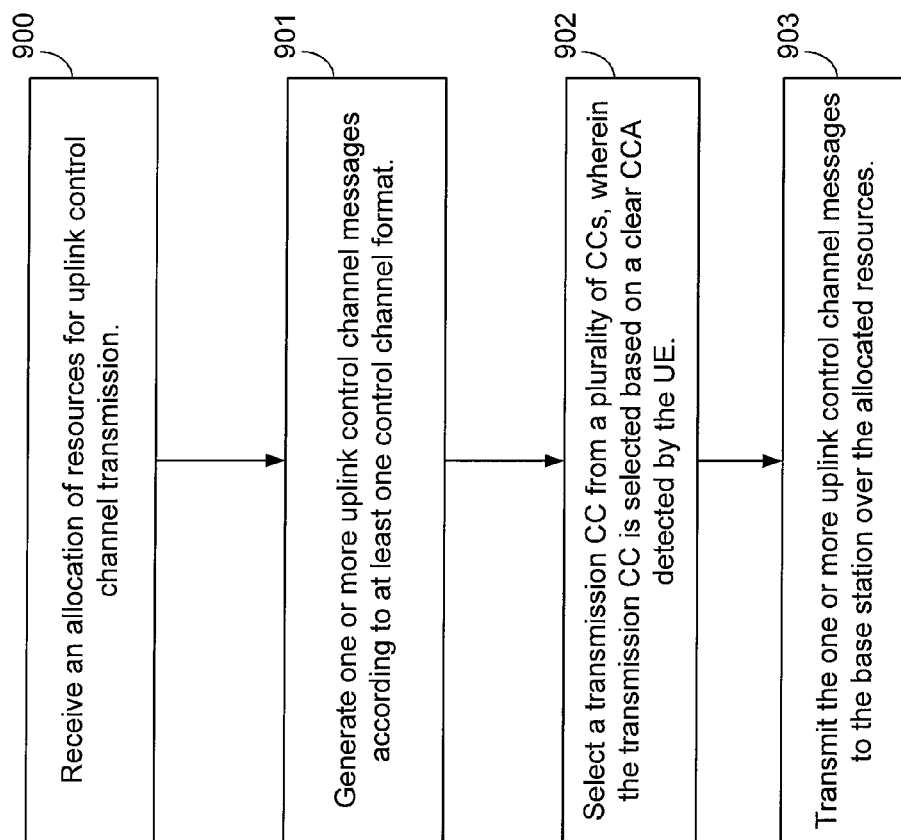 900
Receive an allocation of resources for uplink control
channel transmission.
901
Generate one or more uplink control channel messages
according to at least one control channel format.
902
Select a transmission CC from a plurality of CCs, wherein
the transmission CC is selected based on a clear CCA
detected by the UE.
903
Transmit the one or more uplink control channel messages
to the base station over the allocated resources.